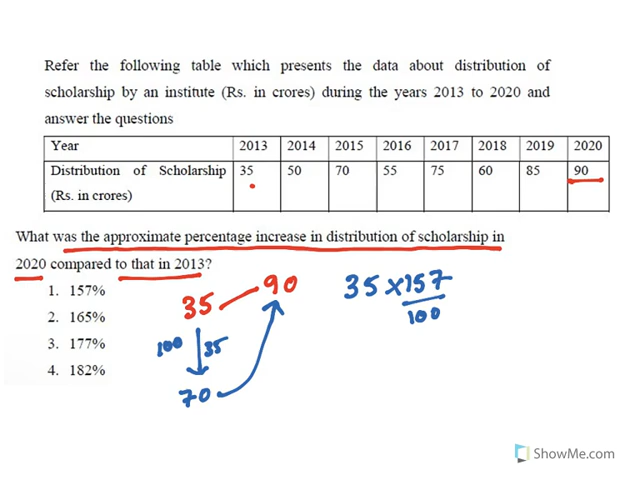 Refer the following table which presents the data about distribution of
scholarship by an institute (Rs. in crores) during the years 2013 to 2020 and
answer the questions
Year 2013 2014 2015 2016 2017 2018 2019 2020
Distribution of Scholarship 35 50 70 55 75 60 85 90
(Rs. in crores)
What was the approximate percentage increase in distribution of scholarship in
2020 compared to that in 2013?
1. 157%
2. 165%
3. 177%
4. 182%
35 90
100 35
70
35 × 157
100
ShowMe.com